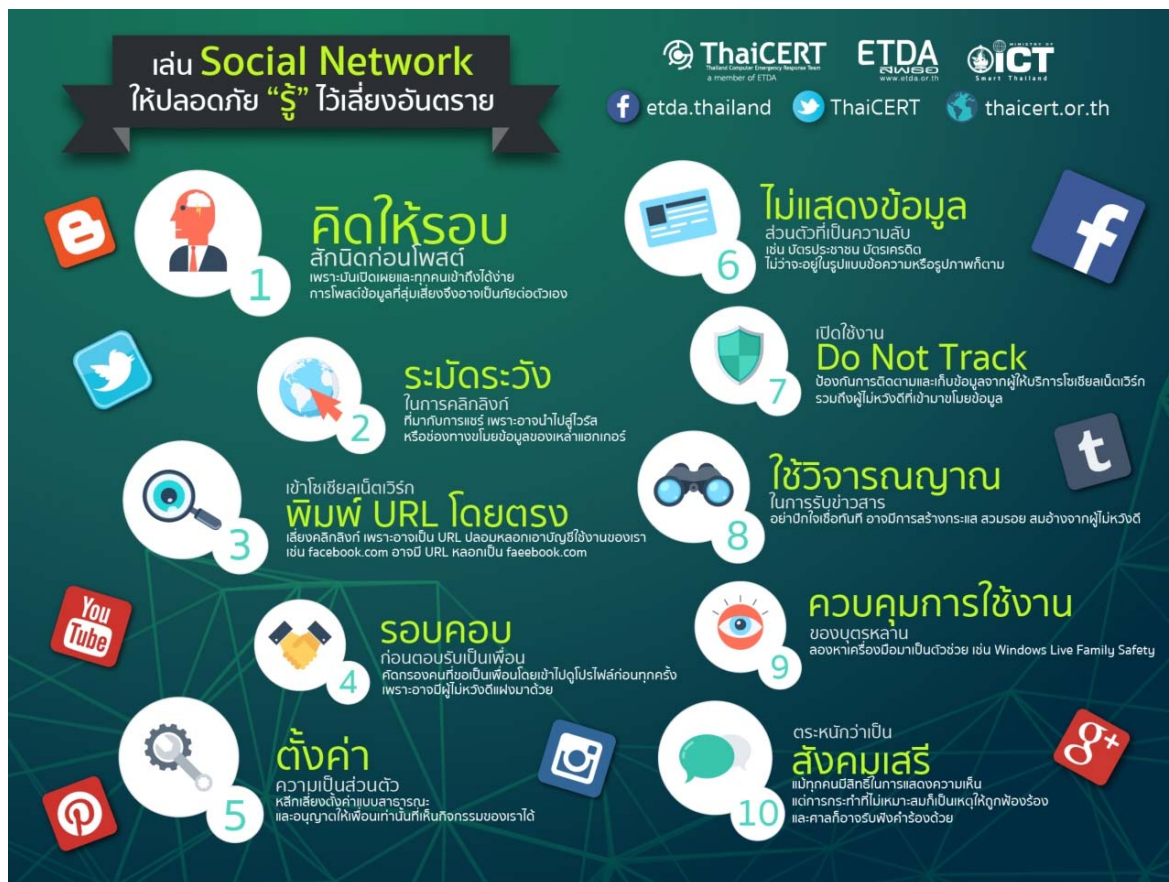 เล่น Social Network
ให้ปลอดภัย “รู้” ไว้เลี่ยงอันตราย
ThaiCERT
Thailand Computer Emergency Response Team
a member of ETDA
ETDA
สพธอ
www.etda.or.th
MINISTRY OF
ICT
Smart Thailand
etda.thailand
ThaiCERT
thaicert.or.th
1
คิดให้รอบ
สักนิดก่อนโพสต์
เพราะมันเปิดเผยและทุกคนเข้าถึงได้ง่าย
การโพสต์ข้อมูลที่สุ่มเสี่ยงจึงอาจเป็นภัยต่อตัวเอง
2
ระมัดระวัง
ในการคลิกลิงก์
ที่มากับการแชร์ เพราะอาจนำไปสู่ไวรัส
หรือช่องทางขโมยข้อมูลของเหล่าแฮกเกอร์
3
เข้าโซเชียลเน็ตเวิร์ก
พิมพ์ URL โดยตรง
เลี่ยงคลิกลิงก์ เพราะอาจเป็น URL ปลอมหลอกเอาบัญชีใช้งานของเรา
เช่น facebook.com อาจมี URL หลอกเป็น faeebook.com
4
รอบคอบ
ก่อนตอบรับเป็นเพื่อน
คัดกรองคนที่ขอเป็นเพื่อนโดยเข้าไปดูโปรไฟล์ก่อนทุกครั้ง
เพราะอาจมีผู้ไม่หวังดีแฝงมาด้วย
5
ตั้งค่า
ความเป็นส่วนตัว
หลีกเลี่ยงตั้งค่าแบบสาธารณะ
และอนุญาตให้เพื่อนเท่านั้นที่เห็นกิจกรรมของเราได้
6
ไม่แสดงข้อมูล
ส่วนตัวที่เป็นความลับ
เช่น บัตรประชาชน บัตรเครดิต
ไม่ว่าจะอยู่ในรูปแบบข้อความหรือรูปภาพก็ตาม
7
เปิดใช้งาน
Do Not Track
ป้องกันการติดตามและเก็บข้อมูลจากผู้ให้บริการโซเชียลเน็ตเวิร์ก
รวมถึงผู้ไม่หวังดีที่เข้ามาขโมยข้อมูล
8
ใช้วิจารณญาณ
ในการรับข่าวสาร
อย่าปักใจเชื่อทันที อาจมีการสร้างกระแส สวมรอย สมอ้างจากผู้ไม่หวังดี
9
ควบคุมการใช้งาน
ของบุตรหลาน
ลองหาเครื่องมือมาเป็นตัวช่วย เช่น Windows Live Family Safety
10
ตระหนักว่าเป็น
สังคมเสรี
แม้ทุกคนมีสิทธิ์ในการแสดงความเห็น
แต่การกระทำที่ไม่เหมาะสมก็เป็นเหตุให้ถูกฟ้องร้อง
และศาลก็อาจรับฟังคำร้องด้วย
f
t
You
Tube
g+